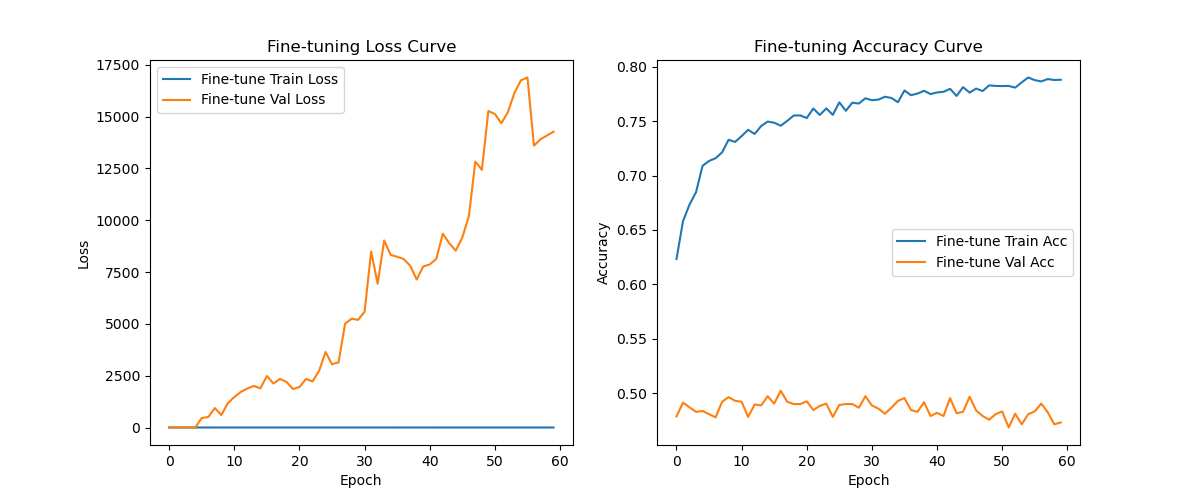 Fine-tuning Loss Curve
17500
15000
12500
10000
7500
5000
2500
0
Loss
Fine-tune Train Loss
Fine-tune Val Loss
0 10 20 30 40 50 60
Epoch
Fine-tuning Accuracy Curve
0.80
0.75
0.70
0.65
0.60
0.55
0.50
Accuracy
Fine-tune Train Acc
Fine-tune Val Acc
0 10 20 30 40 50 60
Epoch